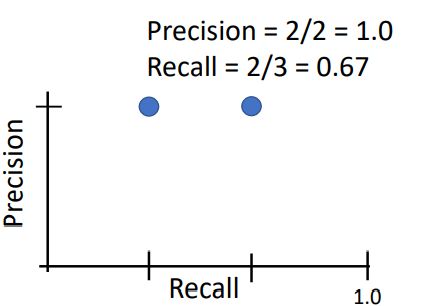 Precision = 2/2 = 1.0
Recall = 2/3 = 0.67
Precision
Recall
1.0